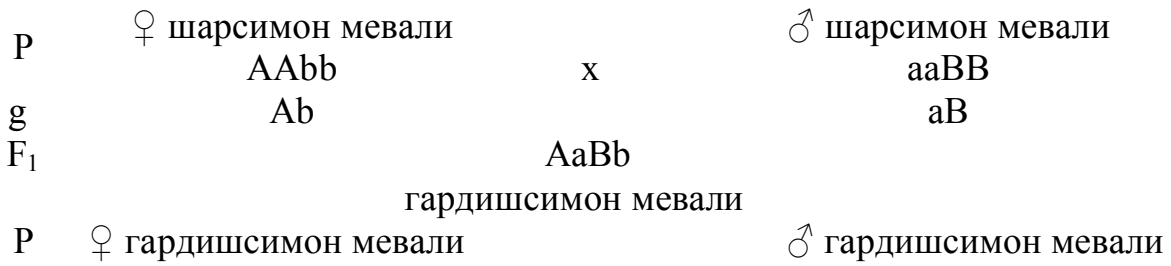 P ♀ шарсимон мевали ♂ шарсимон мевали
AAbb x aaBB
g Ab aB
F₁ AaBb
гардишсимон мевали
P ♀ гардишсимон мевали ♂ гардишсимон мевали